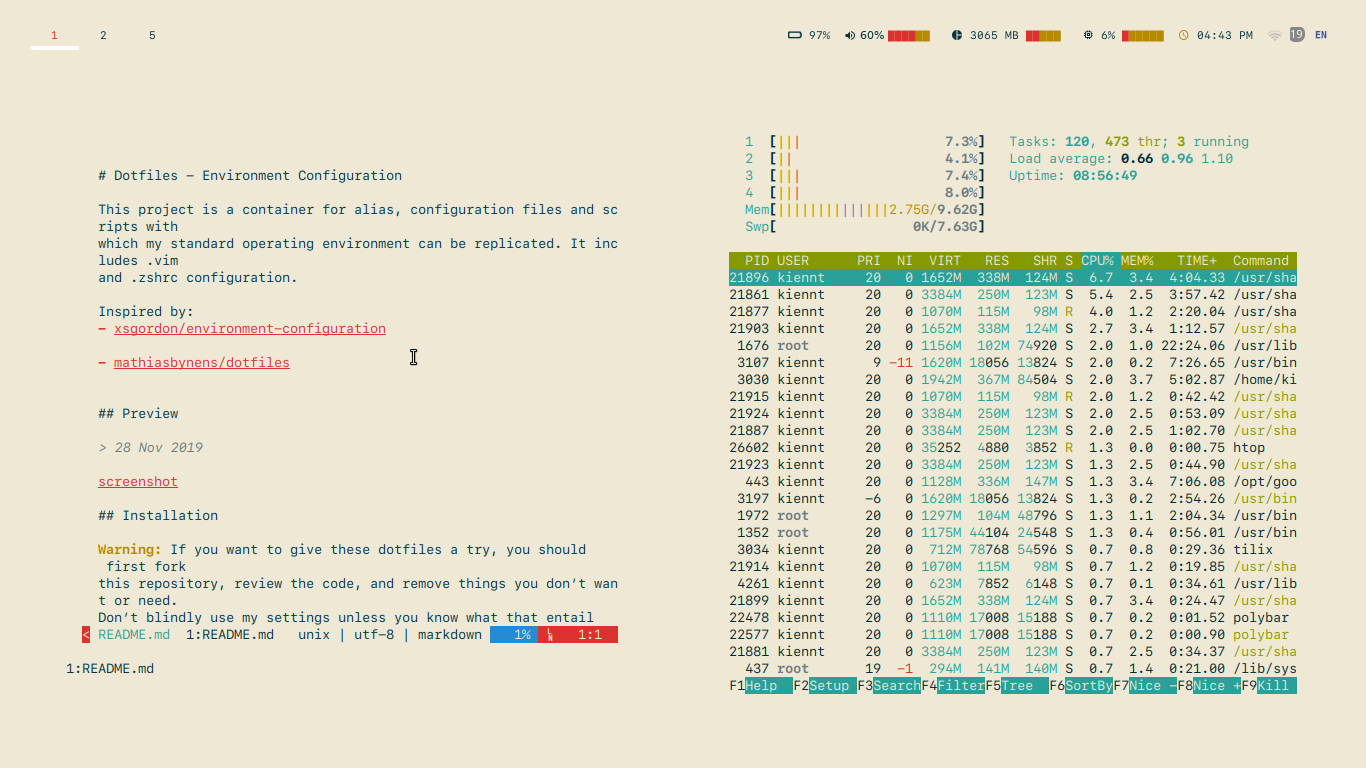 1 2 5 97% 60% 3065 MB 6% 04:43 PM 19 EN
# Dotfiles – Environment Configuration
This project is a container for alias, configuration files and sc
ripts with
which my standard operating environment can be replicated. It inc
ludes .vim
and .zshrc configuration.
Inspired by:
– xsgordon/environment-configuration
– mathiasbynens/dotfiles
## Preview
> 28 Nov 2019
screenshot
## Installation
Warning: If you want to give these dotfiles a try, you should
first fork
this repository, review the code, and remove things you don't wan
t or need.
Don't blindly use my settings unless you know what that entail
< README.md 1:README.md unix | utf-8 | markdown 1% LN 1:1
1:README.md
1 [||| 7.3%] Tasks: 120, 473 thr; 3 running
2 [|| 4.1%] Load average: 0.66 0.96 1.10
3 [||| 7.4%] Uptime: 08:56:49
4 [||| 8.0%]
Mem[||||||||||||||2.75G/9.62G]
Swp[ 0K/7.63G]
PID USER PRI NI VIRT RES SHR S CPU% MEM% TIME+ Command
21896 kiennt 20 0 1652M 338M 124M S 6.7 3.4 4:04.33 /usr/sha
21861 kiennt 20 0 3384M 250M 123M S 5.4 2.5 3:57.42 /usr/sha
21877 kiennt 20 0 1070M 115M 98M R 4.0 1.2 2:20.04 /usr/sha
21903 kiennt 20 0 1652M 338M 124M S 2.7 3.4 1:12.57 /usr/sha
1676 root 20 0 1156M 102M 74920 S 2.0 1.0 22:24.06 /usr/lib
3107 kiennt 9 –11 1620M 18056 13824 S 2.0 0.2 7:26.65 /usr/bin
3030 kiennt 20 0 1942M 367M 84504 S 2.0 3.7 5:02.87 /home/ki
21915 kiennt 20 0 1070M 115M 98M R 2.0 1.2 0:42.42 /usr/sha
21924 kiennt 20 0 3384M 250M 123M S 2.0 2.5 0:53.09 /usr/sha
21887 kiennt 20 0 3384M 250M 123M S 2.0 2.5 1:02.70 /usr/sha
26602 kiennt 20 0 35252 4880 3852 R 1.3 0.0 0:00.75 htop
21923 kiennt 20 0 3384M 250M 123M S 1.3 2.5 0:44.90 /usr/sha
443 kiennt 20 0 1128M 336M 147M S 1.3 3.4 7:06.08 /opt/goo
3197 kiennt –6 0 1620M 18056 13824 S 1.3 0.2 2:54.26 /usr/bin
1972 root 20 0 1297M 104M 48796 S 1.3 1.1 2:04.34 /usr/bin
1352 root 20 0 1175M 44104 24548 S 1.3 0.4 0:56.01 /usr/bin
3034 kiennt 20 0 712M 78768 54596 S 0.7 0.8 0:29.36 tilix
21914 kiennt 20 0 1070M 115M 98M S 0.7 1.2 0:19.85 /usr/sha
4261 kiennt 20 0 623M 7852 6148 S 0.7 0.1 0:34.61 /usr/lib
21899 kiennt 20 0 1652M 338M 124M S 0.7 3.4 0:24.47 /usr/sha
22478 kiennt 20 0 1110M 17008 15188 S 0.7 0.2 0:01.52 polybar
22577 kiennt 20 0 1110M 17008 15188 S 0.7 0.2 0:00.90 polybar
21881 kiennt 20 0 3384M 250M 123M S 0.7 2.5 0:34.37 /usr/sha
437 root 19 –1 294M 141M 140M S 0.7 1.4 0:21.00 /lib/sys
F1Help F2Setup F3SearchF4FilterF5Tree F6SortByF7Nice –F8Nice +F9Kill